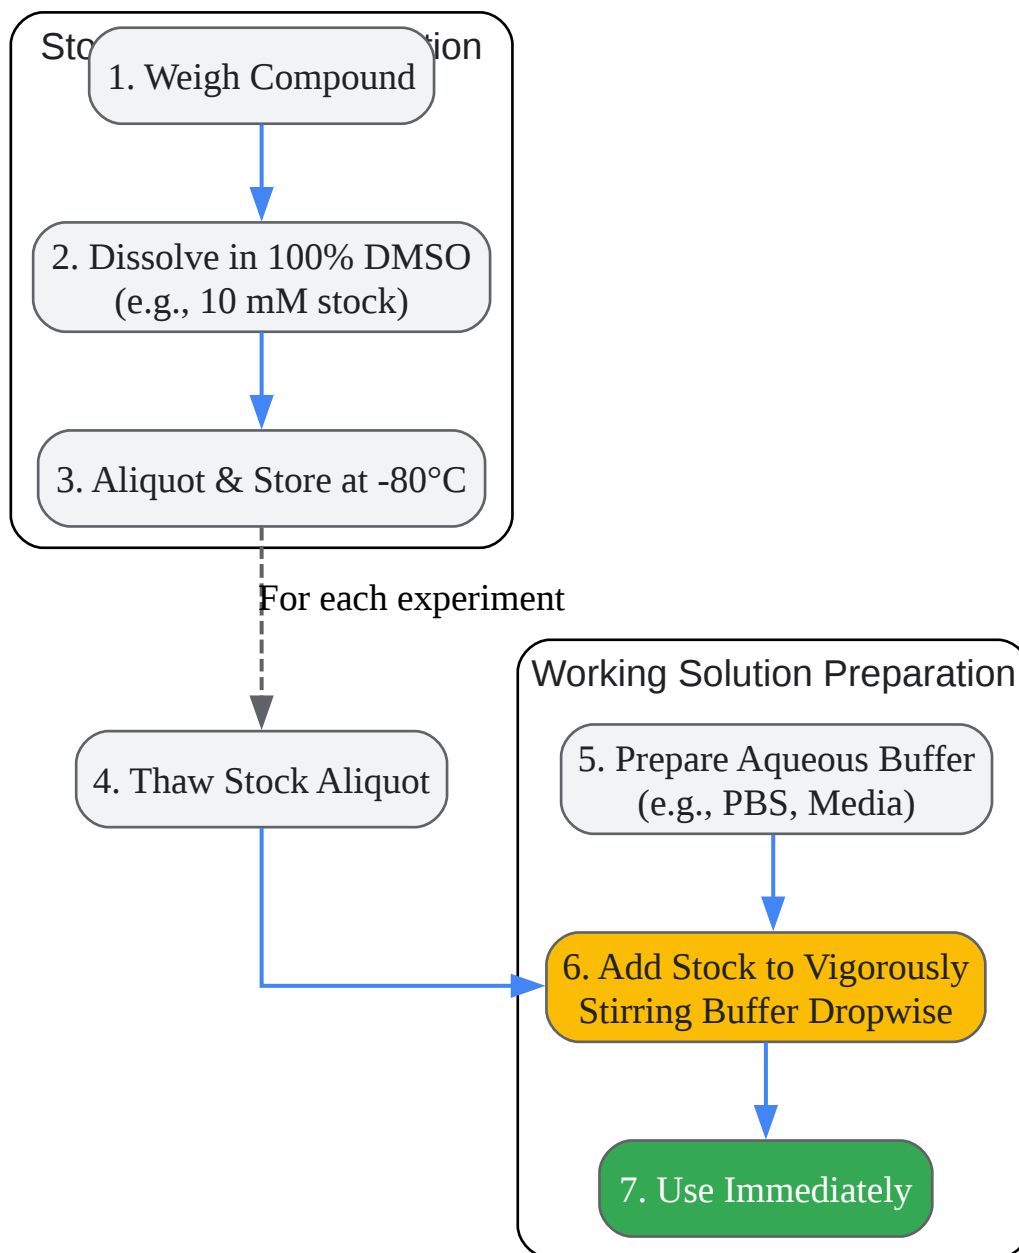 1. Weigh Compound
2. Dissolve in 100% DMSO
(e.g., 10 mM stock)
3. Aliquot & Store at -80°C
For each experiment
4. Thaw Stock Aliquot
Working Solution Preparation
5. Prepare Aqueous Buffer
(e.g., PBS, Media)
6. Add Stock to Vigorously
Stirring Buffer Dropwise
7. Use Immediately